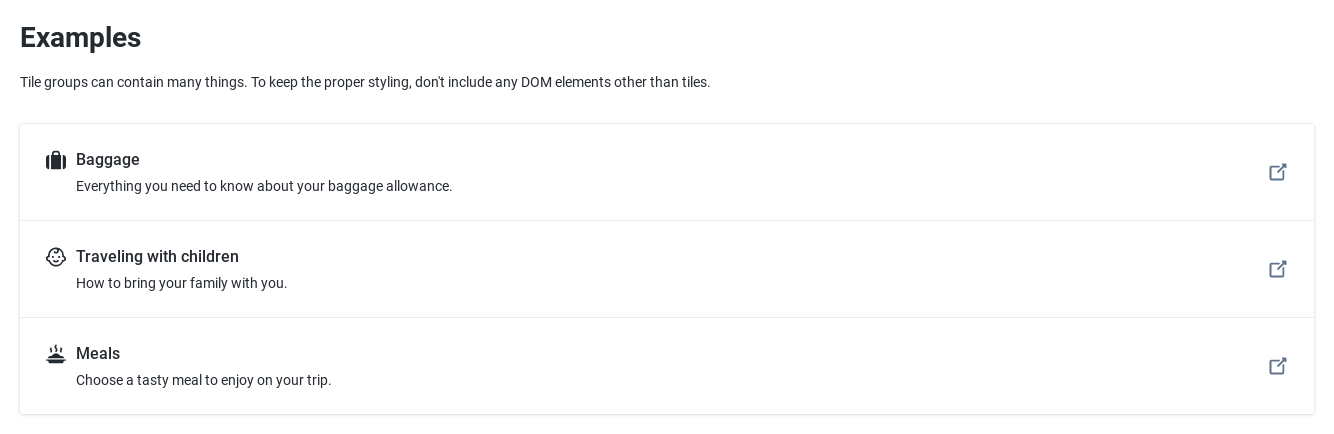 Examples
Tile groups can contain many things. To keep the proper styling, don't include any DOM elements other than tiles.
Baggage
Everything you need to know about your baggage allowance.
Traveling with children
How to bring your family with you.
Meals
Choose a tasty meal to enjoy on your trip.